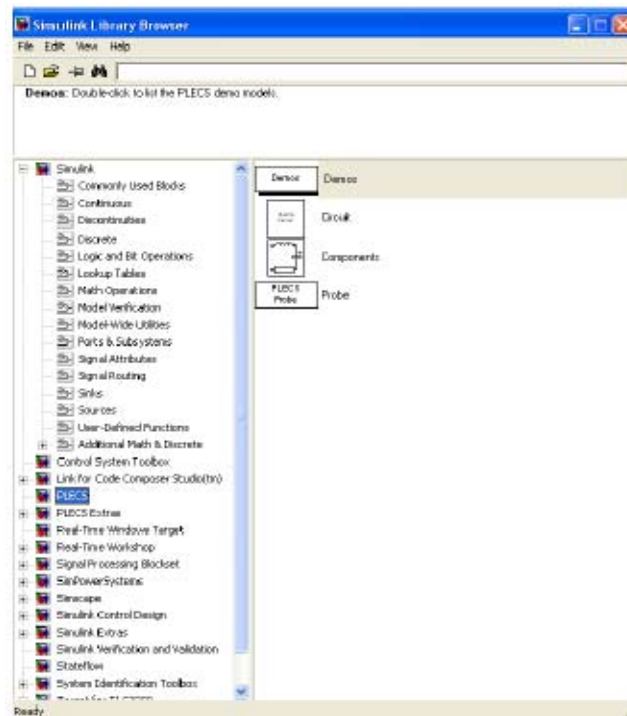 Simulink Library Browser
File Edit View Help
Demos: Double-click to list the PLECS demo models.
Simulink
Commonly Used Blocks
Continuous
Discontinuities
Discrete
Logic and Bit Operations
Lookup Tables
Math Operations
Model Verification
Model-Wide Utilities
Ports & Subsystems
Signal Attributes
Signal Routing
Sinks
Sources
User-Defined Functions
Additional Math & Discrete
Control System Toolbox
Link for Code Composer Studio(tm)
PLECS
PLECS Extras
Real-Time Windows Target
Real-Time Workshop
Signal Processing Blockset
SimPowerSystems
Simscape
Simulink Control Design
Simulink Extras
Simulink Verification and Validation
Stateflow
System Identification Toolbox
Demos Demos
Circuit
Components
PLECS
Probe Probe
Ready